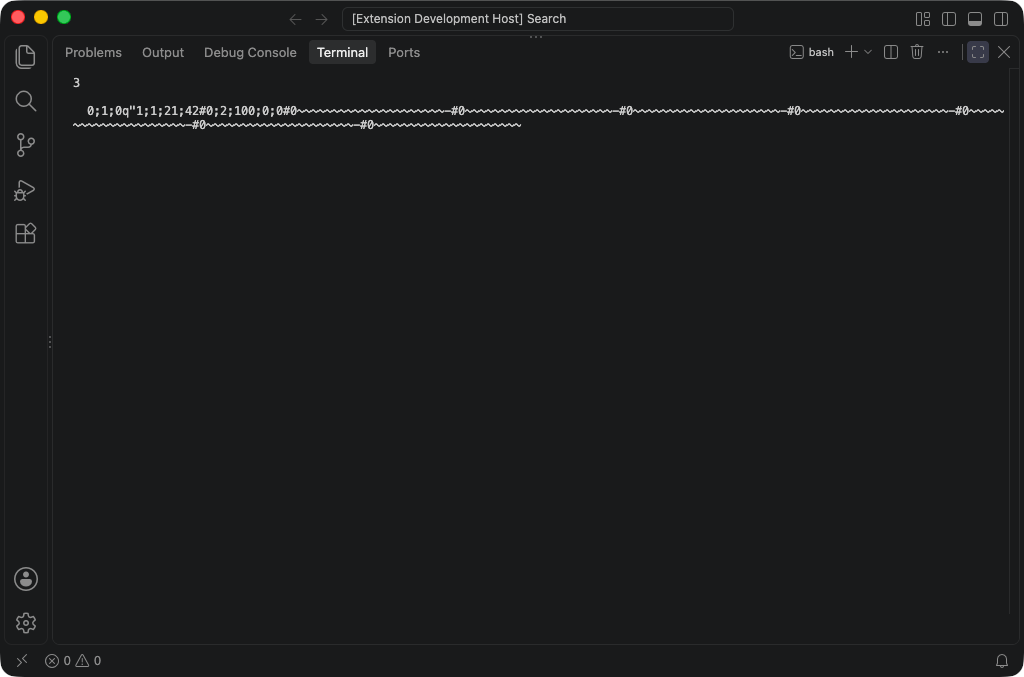 [Extension Development Host] Search
Problems Output Debug Console Terminal Ports
bash
3
0;1;0q"1;1;21;42#0;2;100;0;0#0~~~~~~~~~~~~~~~~~~~~~-#0~~~~~~~~~~~~~~~~~~~~~-#0~~~~~~~~~~~~~~~~~~~~~-#0~~~~~~~~~~~~~~~~~~~~~-#0~~~~~
~~~~~~~~~~~~~~~~-#0~~~~~~~~~~~~~~~~~~~~~-#0~~~~~~~~~~~~~~~~~~~~~
0 0